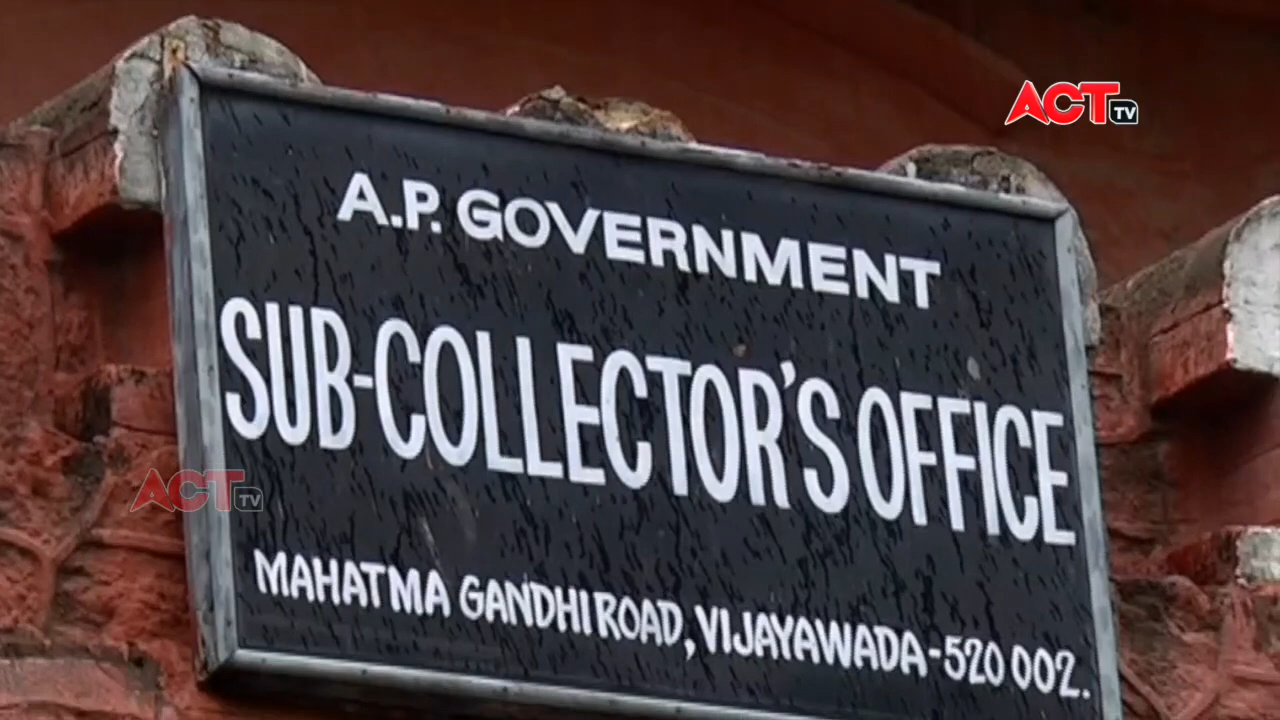 ACT TV
A.P. GOVERNMENT
SUB-COLLECTOR'S OFFICE
ACT TV
MAHATMA GANDHI ROAD, VIJAYAWADA-520 002.